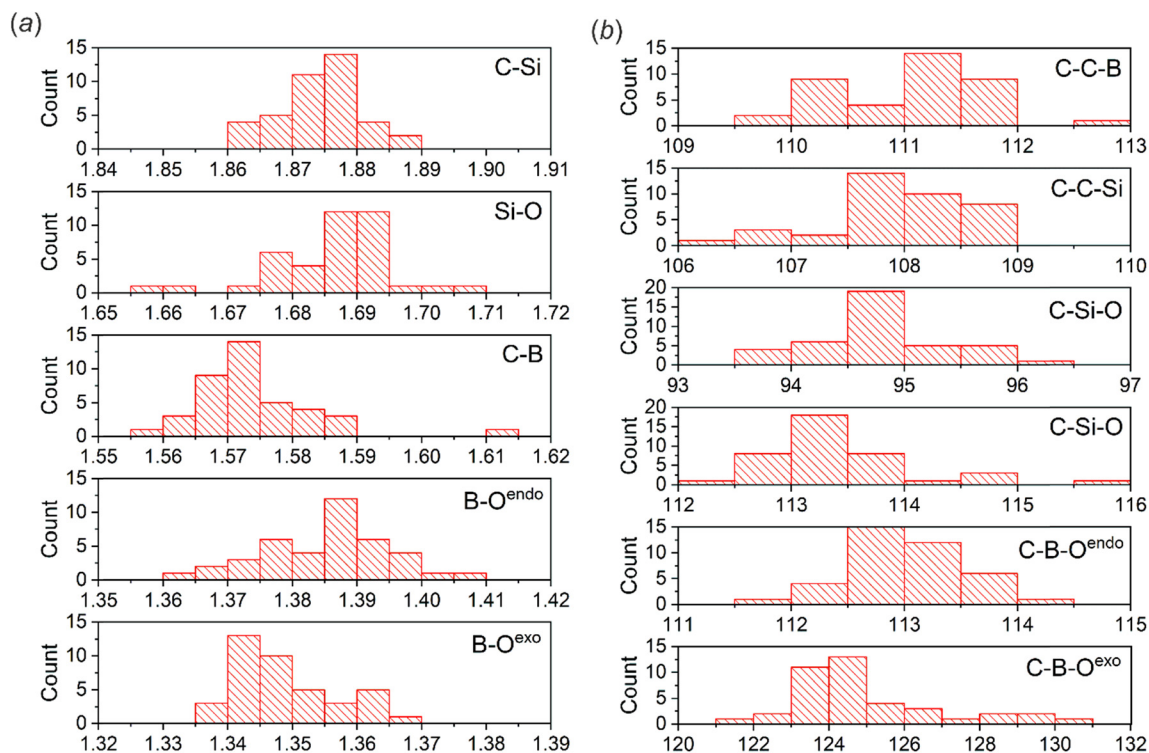 (a)
15
10
5
0
Count
C-Si
1.84 1.85 1.86 1.87 1.88 1.89 1.90 1.91
15
10
5
0
Count
Si-O
1.65 1.66 1.67 1.68 1.69 1.70 1.71 1.72
15
10
5
0
Count
C-B
1.55 1.56 1.57 1.58 1.59 1.60 1.61 1.62
15
10
5
0
Count
B-Oendo
1.35 1.36 1.37 1.38 1.39 1.40 1.41 1.42
15
10
5
0
Count
B-Oexo
1.32 1.33 1.34 1.35 1.36 1.37 1.38 1.39
(b)
15
10
5
0
Count
C-C-B
109 110 111 112 113
15
10
5
0
Count
C-C-Si
106 107 108 109 110
20
15
10
5
0
Count
C-Si-O
93 94 95 96 97
20
15
10
5
0
Count
C-Si-O
112 113 114 115 116
15
10
5
0
Count
C-B-Oendo
111 112 113 114 115
15
10
5
0
Count
C-B-Oexo
120 122 124 126 128 130 132